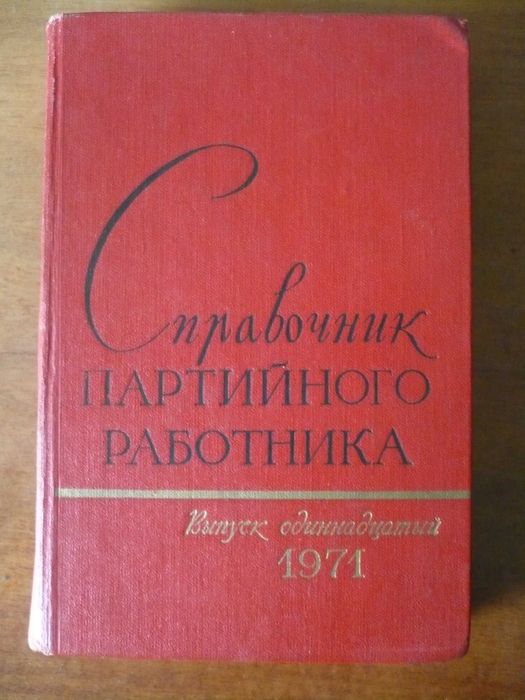 Справочник
ПАРТИЙНОГО
РАБОТНИКА
Выпуск одиннадцатый
1971